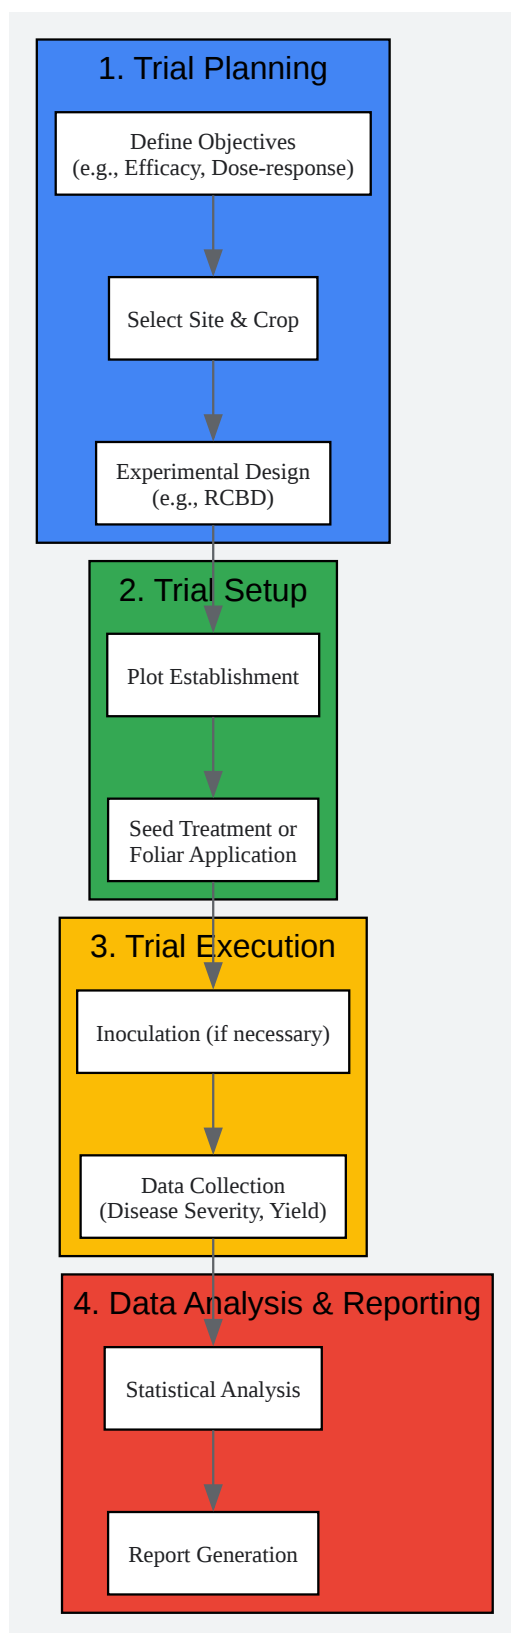 1. Trial Planning
Define Objectives
(e.g., Efficacy, Dose-response)
Select Site & Crop
Experimental Design
(e.g., RCBD)
2. Trial Setup
Plot Establishment
Seed Treatment or
Foliar Application
3. Trial Execution
Inoculation (if necessary)
Data Collection
(Disease Severity, Yield)
4. Data Analysis & Reporting
Statistical Analysis
Report Generation